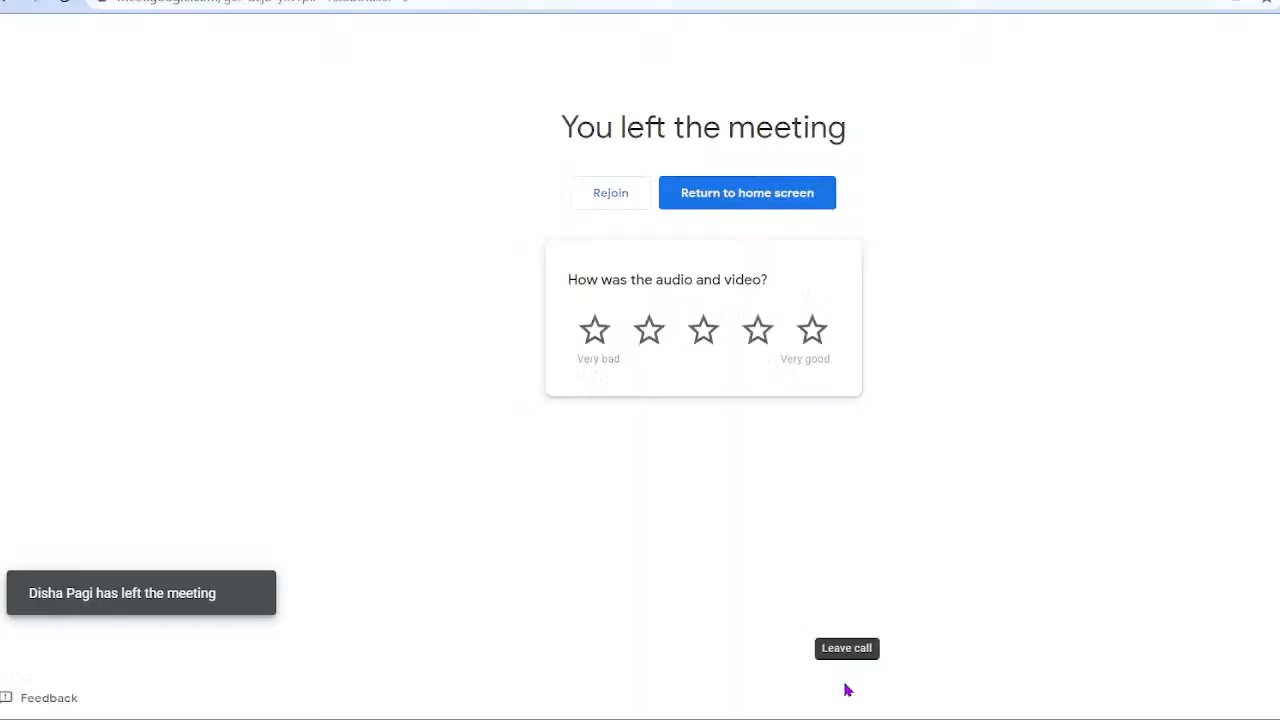 You left the meeting
Rejoin
Return to home screen
How was the audio and video?
Very bad
Very good
Disha Pagi has left the meeting
Leave call
Feedback